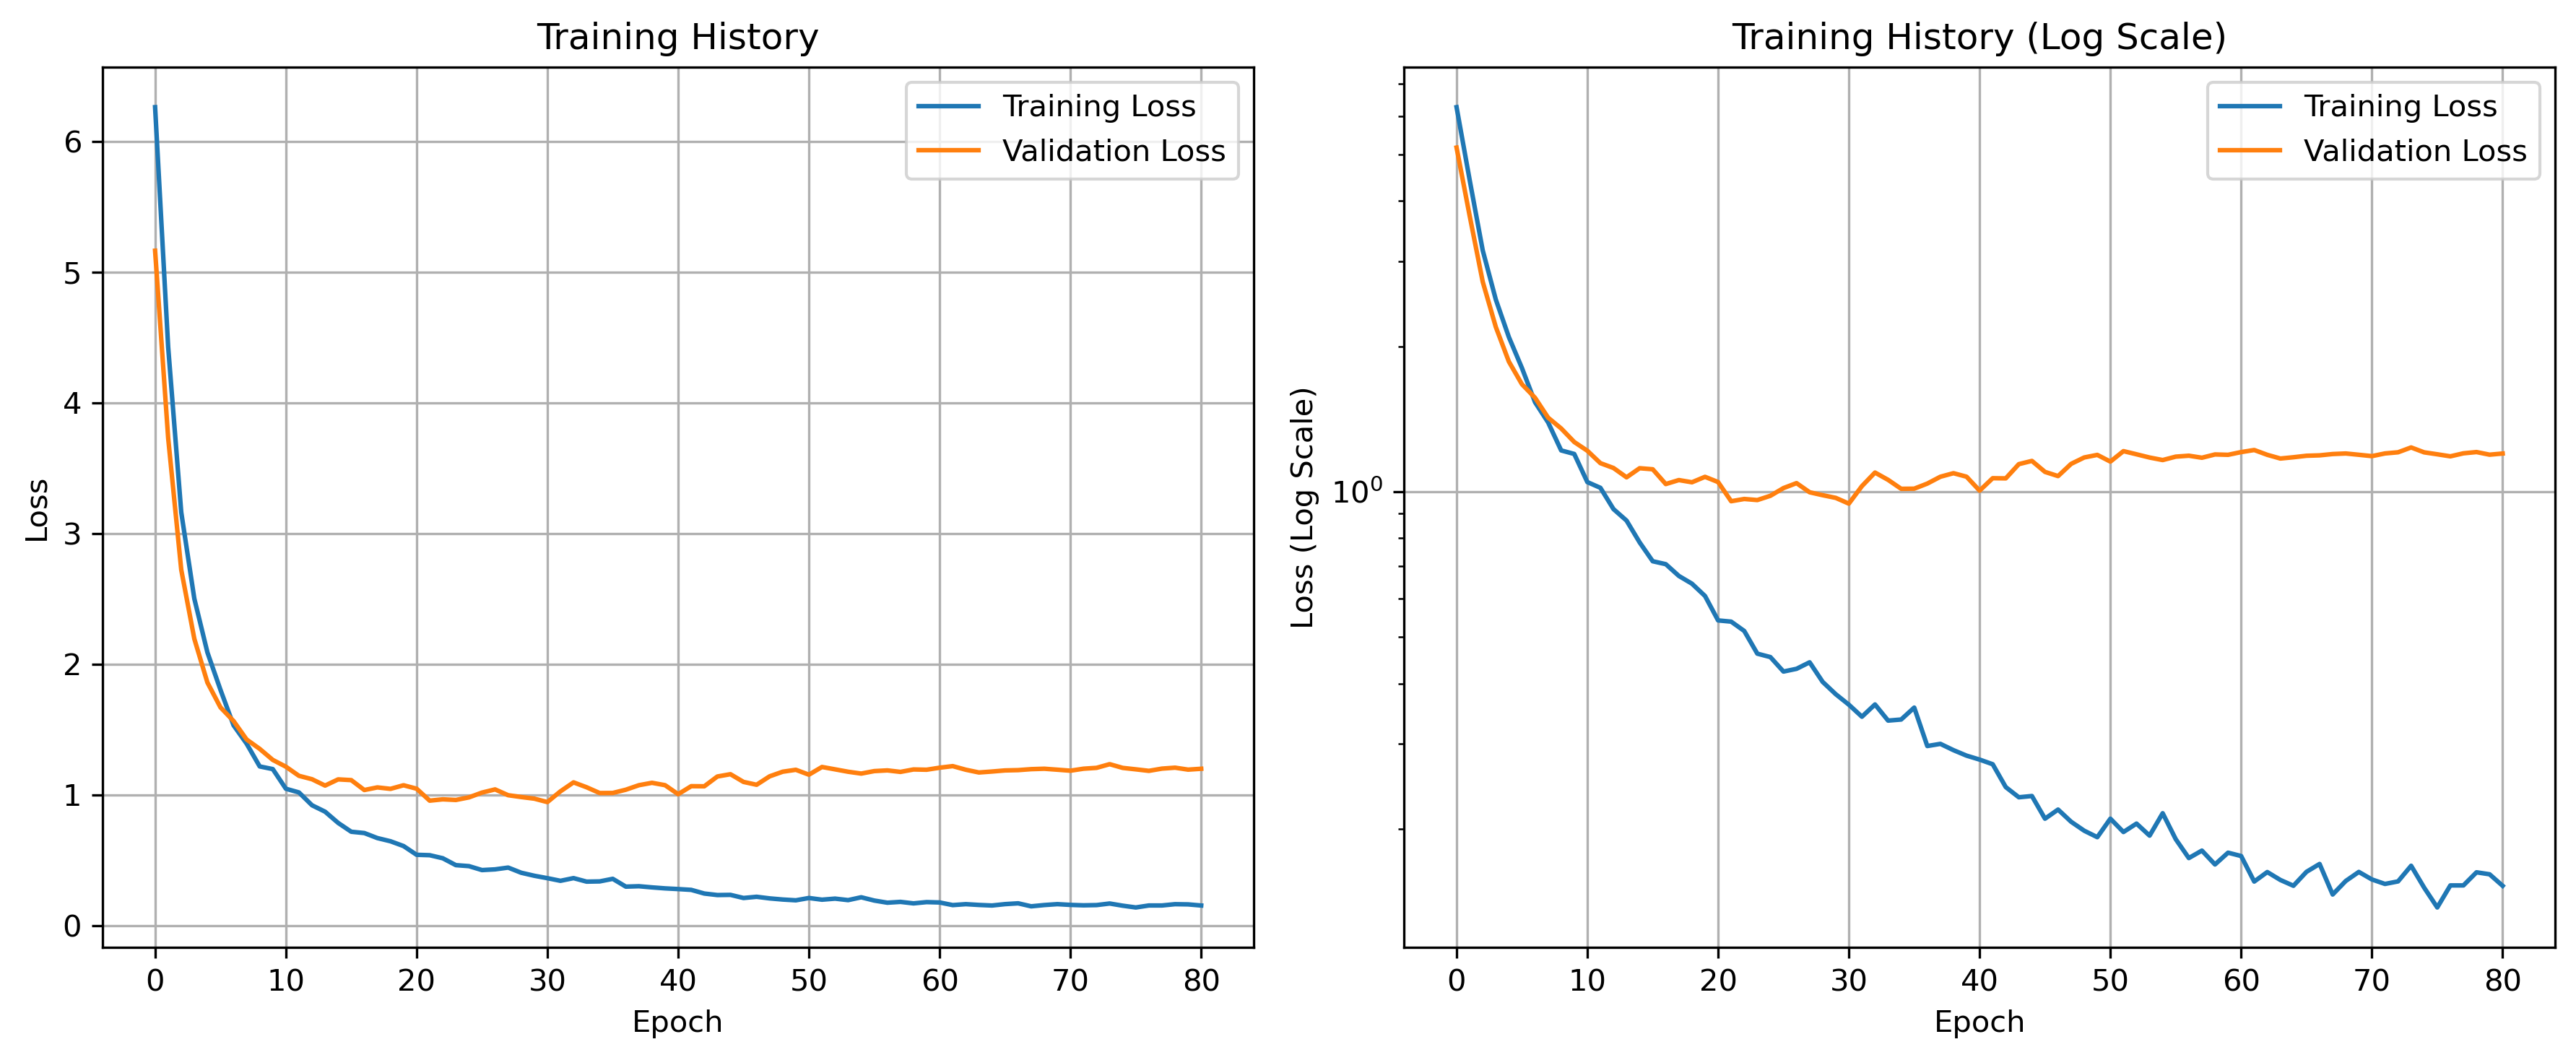 Training History
Training Loss
Validation Loss
Loss
6
5
4
3
2
1
0
0 10 20 30 40 50 60 70 80
Epoch
Training History (Log Scale)
Training Loss
Validation Loss
Loss (Log Scale)
10⁰
0 10 20 30 40 50 60 70 80
Epoch